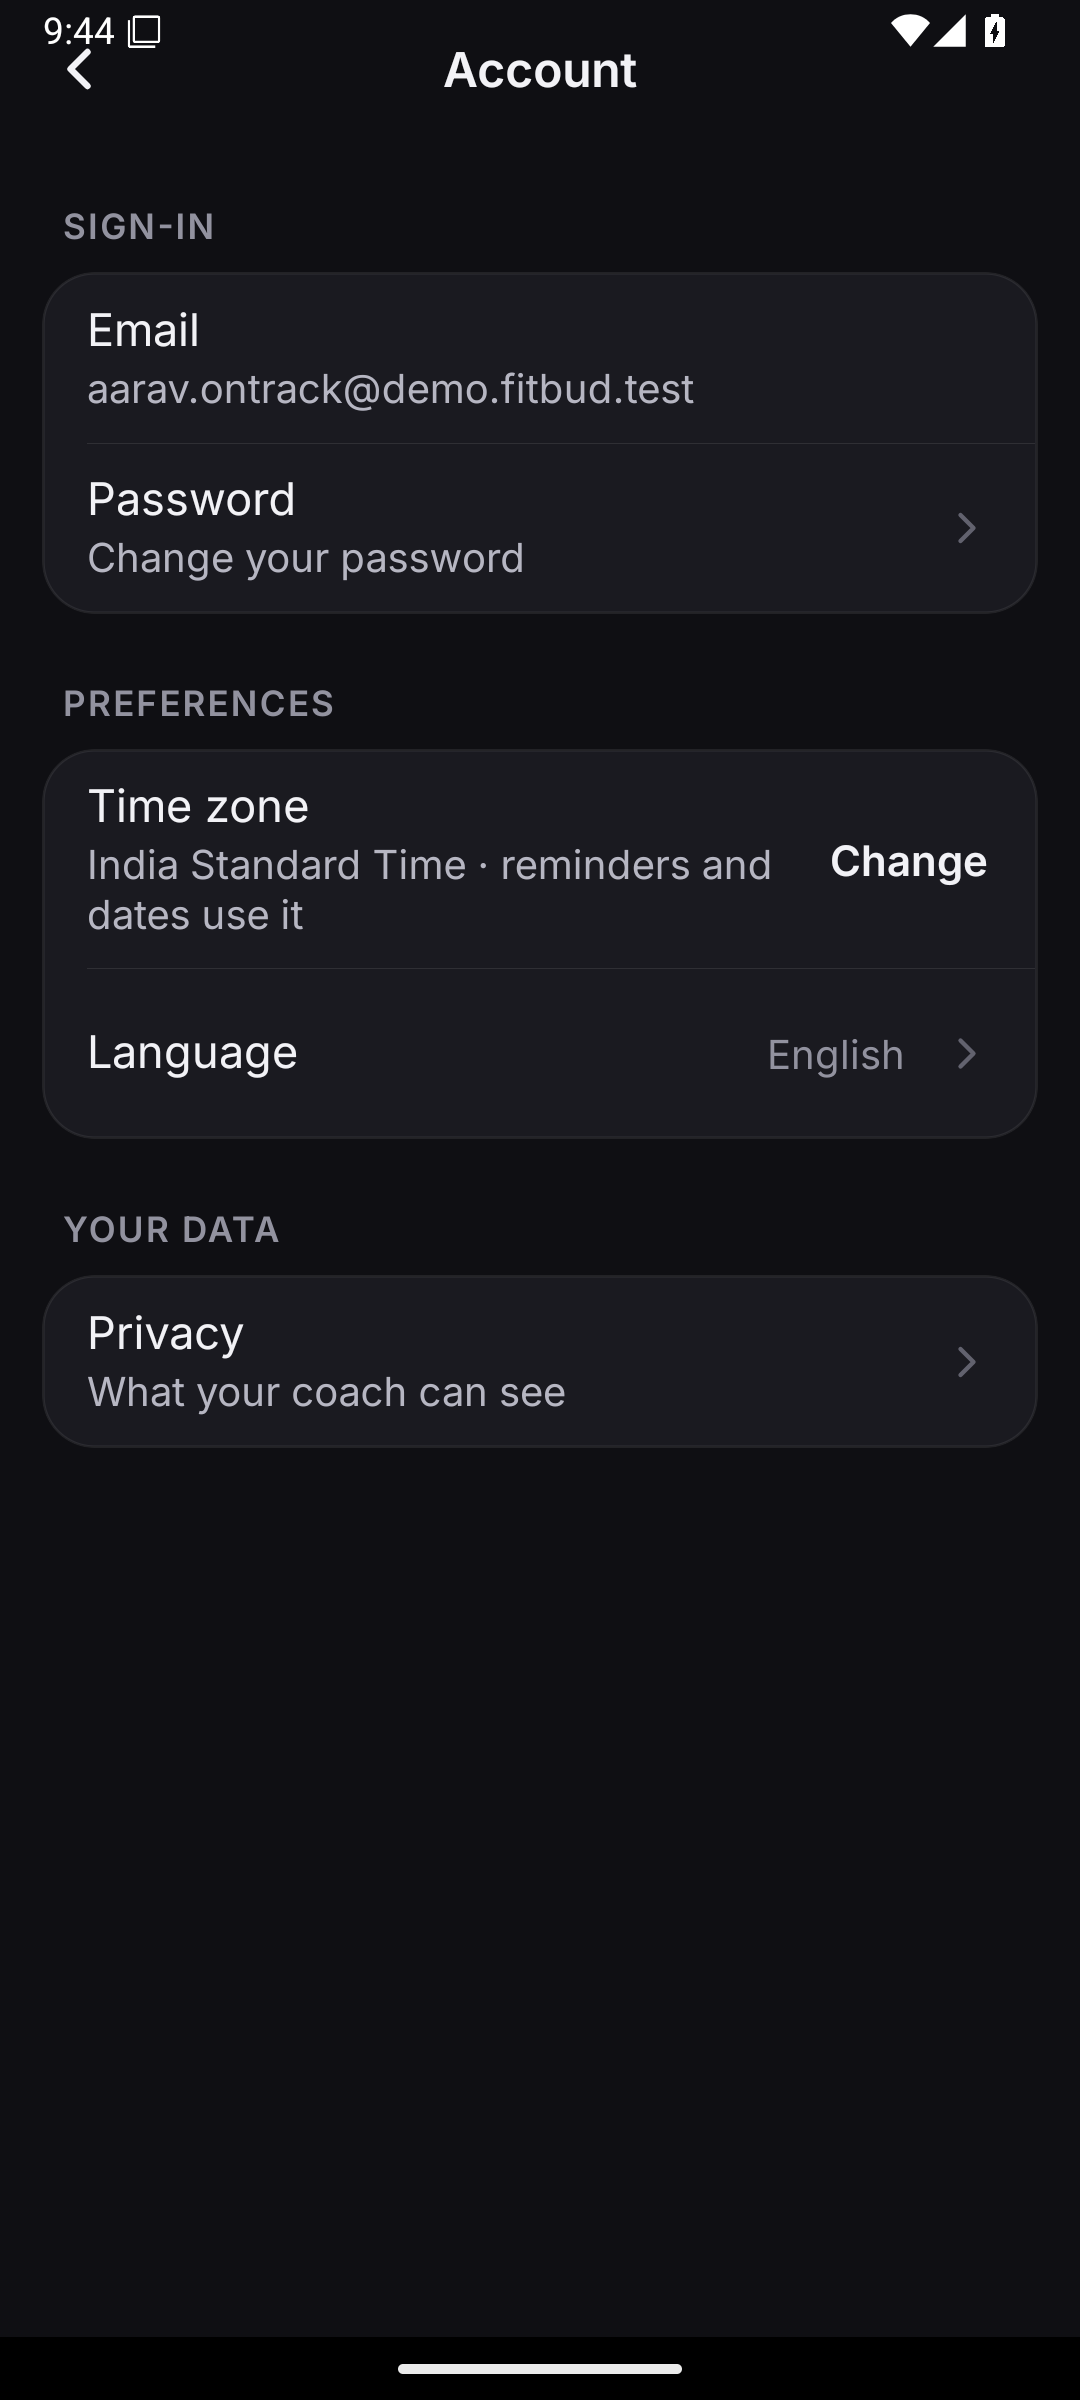 9:44
Account
SIGN-IN
Email
aarav.ontrack@demo.fitbud.test
Password
Change your password
PREFERENCES
Time zone
India Standard Time · reminders and
dates use it
Change
Language
English
YOUR DATA
Privacy
What your coach can see